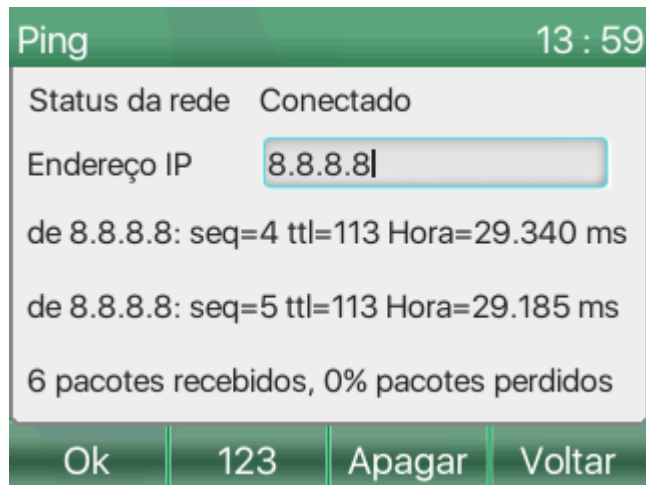 Ping 13 : 59
Status da rede Conectado
Endereço IP 8.8.8.8
de 8.8.8.8: seq=4 ttl=113 Hora=29.340 ms
de 8.8.8.8: seq=5 ttl=113 Hora=29.185 ms
6 pacotes recebidos, 0% pacotes perdidos
Ok 123 Apagar Voltar